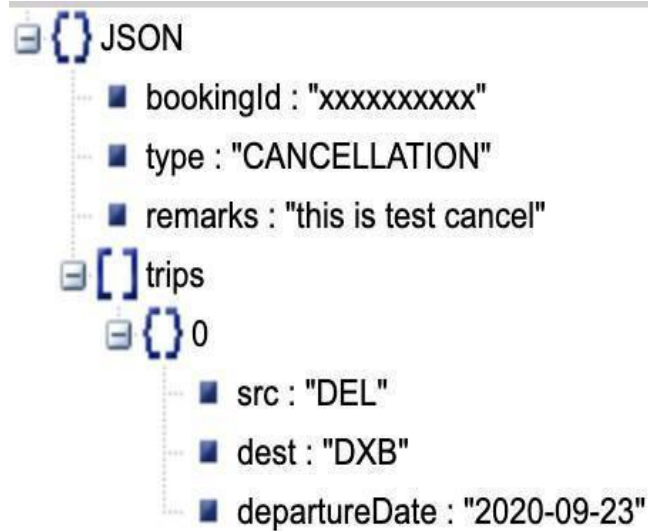 JSON
bookingId : "xxxxxxxxxx"
type : "CANCELLATION"
remarks : "this is test cancel"
trips
0
src : "DEL"
dest : "DXB"
departureDate : "2020-09-23"